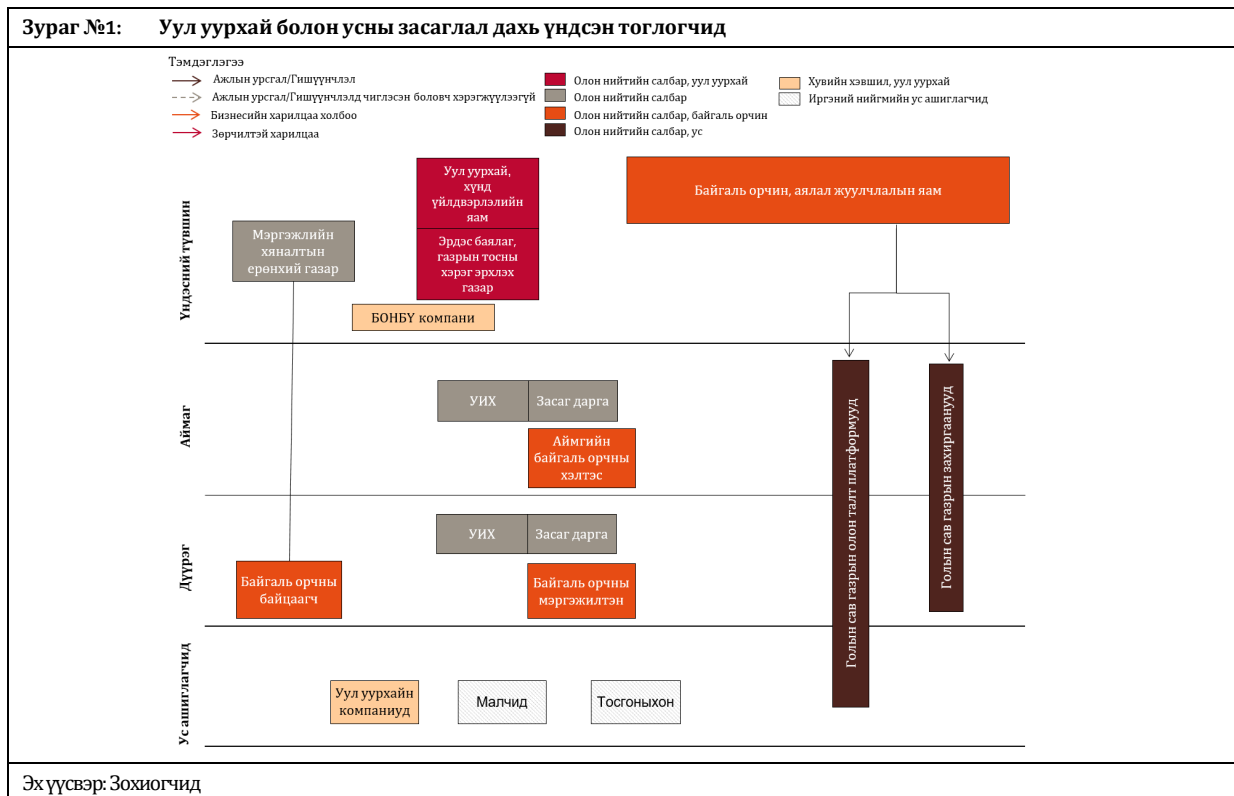 Зураг №1: Уул уурхай болон усны засаглал дахь үндсэн тоглогчид
Тэмдэглэгээ
Ажлын урсгал/Гишүүнчлэл
Ажлын урсгал/Гишүүнчлэлд чиглэсэн боловч хэрэгжүүлээгүй
Бизнесийн харилцаа холбоо
Зөрчилтэй харилцаа
Олон нийтийн салбар, уул уурхай
Олон нийтийн салбар
Олон нийтийн салбар, байгаль орчин
Олон нийтийн салбар, ус
Хувийн хэвшил, уул уурхай
Иргэний нийгмийн ус ашиглагчид
Үндэсний түвшин
Мэргэжлийн
хяналтын
ерөнхий газар
Уул уурхай,
хүнд
үйлдвэрлэлийн
яам
Эрдэс баялаг,
газрын тосны
хэрэг эрхлэх
газар
БОНБҮ компани
Байгаль орчин, аялал жуулчлалын яам
Аймаг
УИХ
Засаг дарга
Аймгийн
байгаль орчны
хэлтэс
Дүүрэг
УИХ
Засаг дарга
Байгаль орчны
байцаагч
Байгаль орчны
мэргэжилтэн
Голын сав газрын олон талт платформууд
Голын сав газрын захиргаанууд
Ус ашиглагчид
Уул уурхайн
компаниуд
Малчид
Тосгоныхон
Эх үүсвэр: Зохиогчид